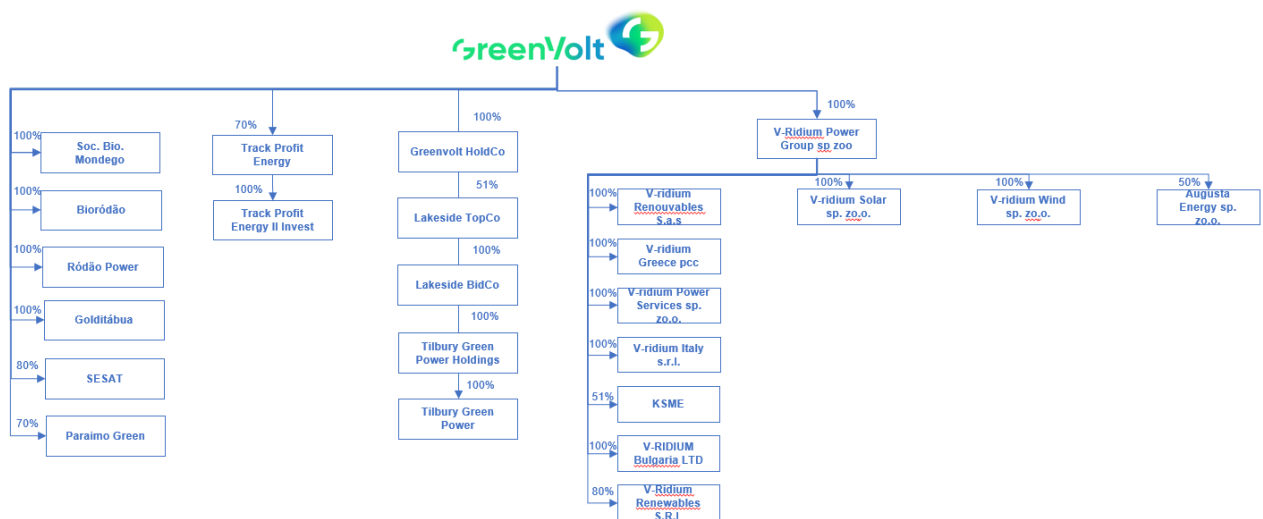 GreenVolt
100%
Soc. Bio.
Mondego
100%
Bioródão
100%
Ródão Power
100%
Golditábua
80%
SESAT
70%
Paraimo Green
70%
Track Profit
Energy
100%
Track Profit
Energy II Invest
100%
Greenvolt HoldCo
51%
Lakeside TopCo
100%
Lakeside BidCo
100%
Tilbury Green
Power Holdings
100%
Tilbury Green
Power
100%
V-Ridium Power
Group sp zoo
100%
V-ridium
Renouvables
S.a.s
100%
V-ridium
Greece pcc
100%
V-ridium Power
Services sp.
zo.o.
100%
V-ridium Italy
s.r.l.
51%
KSME
100%
V-RIDIUM
Bulgaria LTD
80%
V-Ridium
Renewables
S.R.L
100%
V-ridium Solar
sp. zo.o.
100%
V-ridium Wind
sp. zo.o.
50%
Augusta
Energy sp.
zo.o.